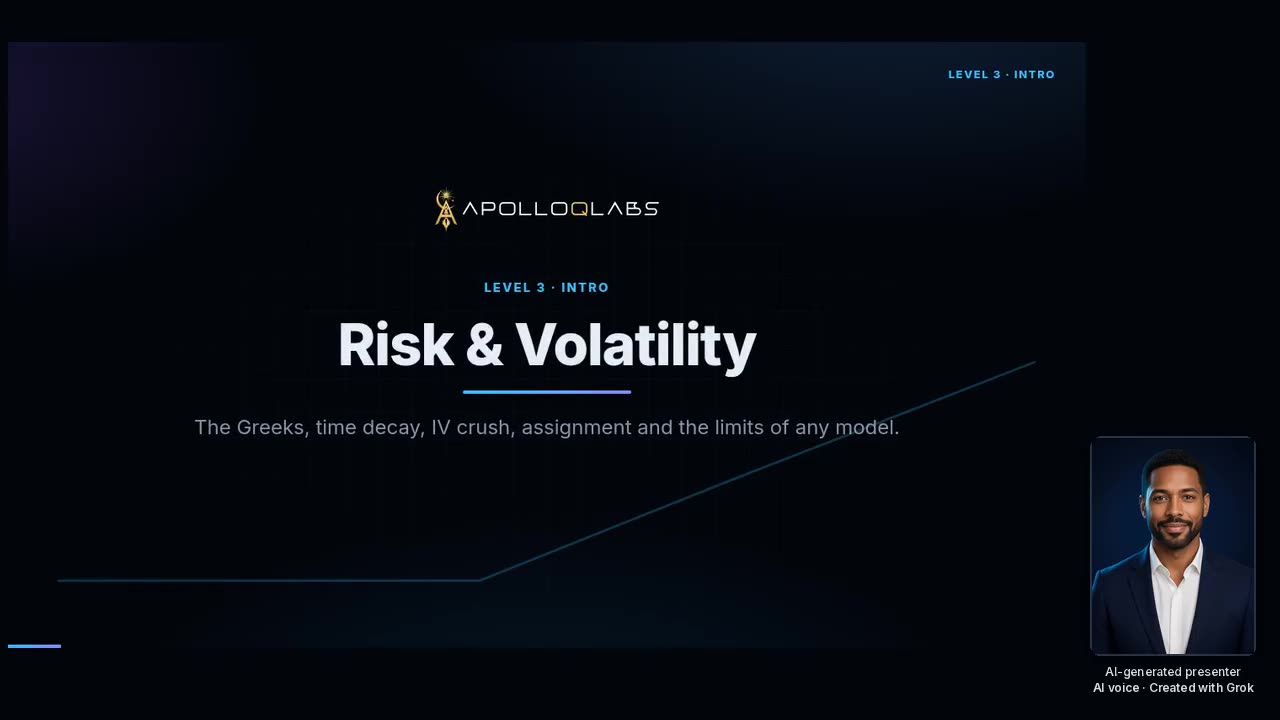 LEVEL 3 · INTRO
APOLLOQLABS
LEVEL 3 · INTRO
Risk & Volatility
The Greeks, time decay, IV crush, assignment and the limits of any model.
AI-generated presenter
AI voice · Created with Grok